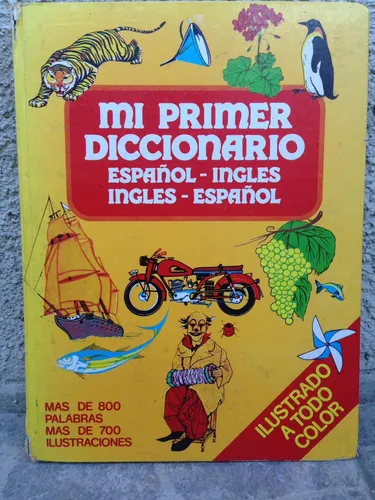 MI PRIMER
DICCIONARIO
ESPAÑOL - INGLES
INGLES - ESPAÑOL
MAS DE 800
PALABRAS
MAS DE 700
ILUSTRACIONES
ILUSTRADO
A TODO
COLOR